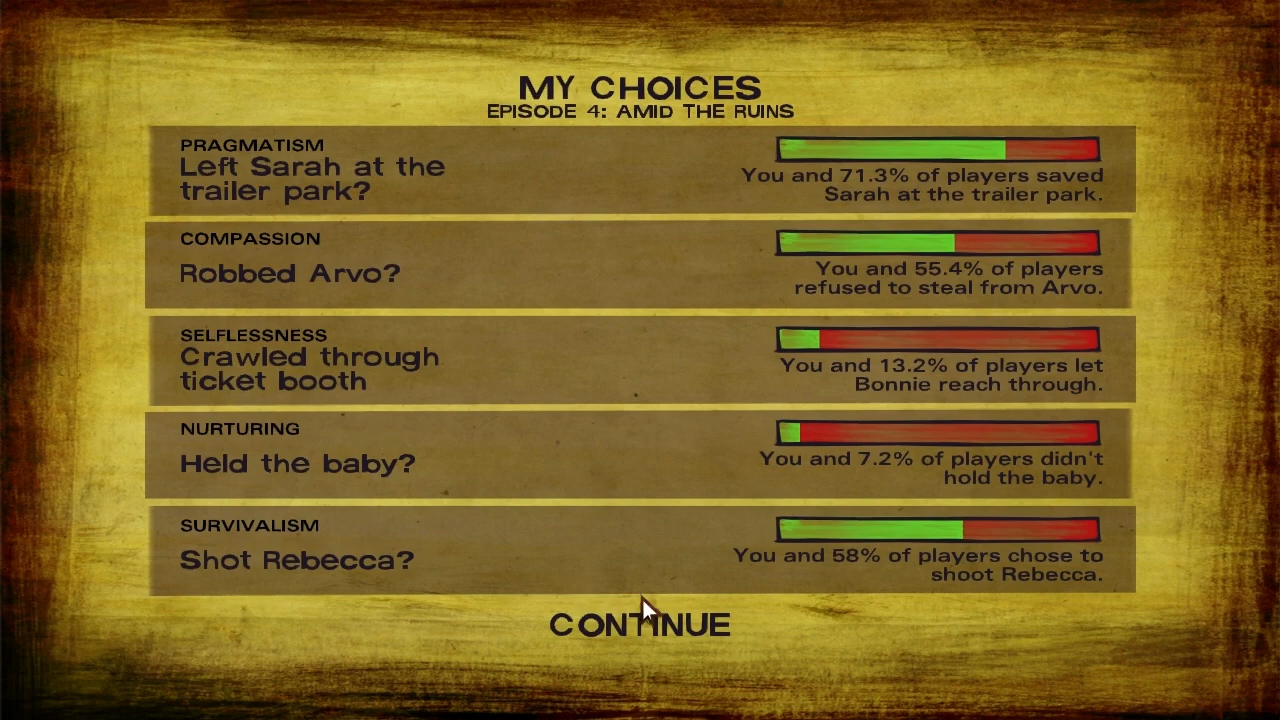 MY CHOICES
EPISODE 4: AMID THE RUINS
PRAGMATISM
Left Sarah at the
trailer park?
You and 71.3% of players saved
Sarah at the trailer park.
COMPASSION
Robbed Arvo?
You and 55.4% of players
refused to steal from Arvo.
SELFLESSNESS
Crawled through
ticket booth
You and 13.2% of players let
Bonnie reach through.
NURTURING
Held the baby?
You and 7.2% of players didn't
hold the baby.
SURVIVALISM
Shot Rebecca?
You and 58% of players chose to
shoot Rebecca.
CONTINUE